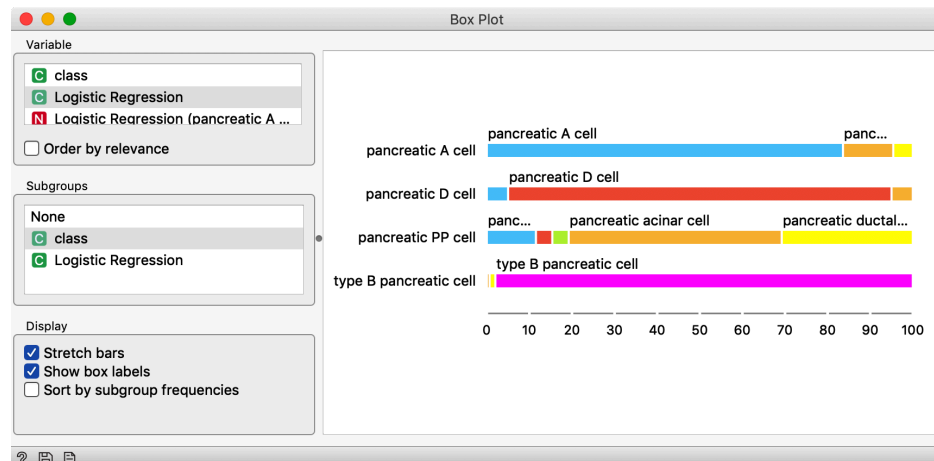 Box Plot
Variable
C class
C Logistic Regression
N Logistic Regression (pancreatic A ...
Order by relevance
Subgroups
None
C class
C Logistic Regression
Display
Stretch bars
Show box labels
Sort by subgroup frequencies
pancreatic A cell panc...
pancreatic A cell
pancreatic D cell
pancreatic D cell
panc... pancreatic acinar cell pancreatic ductal...
pancreatic PP cell
type B pancreatic cell
type B pancreatic cell
0 10 20 30 40 50 60 70 80 90 100
?